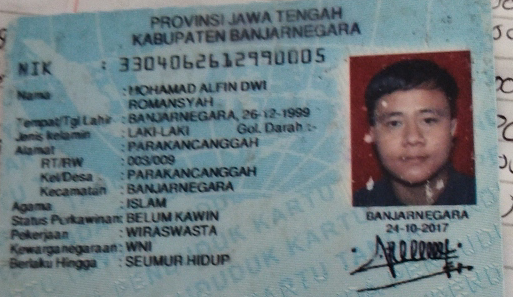 PROVINSI JAWA TENGAH
KABUPATEN BANJARNEGARA
NIK : 3304062612990005
Nama : MOHAMAD ALFIN DWI
ROMANSYAH
Tempat/Tgl Lahir : BANJARNEGARA, 26-12-1999
Jenis kelamin : LAKI-LAKI Gol. Darah :-
Alamat : PARAKANCANGGAH
RT/RW : 003/009
Kel/Desa : PARAKANCANGGAH
Kecamatan : BANJARNEGARA
Agama : ISLAM
Status Perkawinan: BELUM KAWIN
Pekerjaan : WIRASWASTA
Kewarganegaraan: WNI
Berlaku Hingga : SEUMUR HIDUP
BANJARNEGARA
24-10-2017